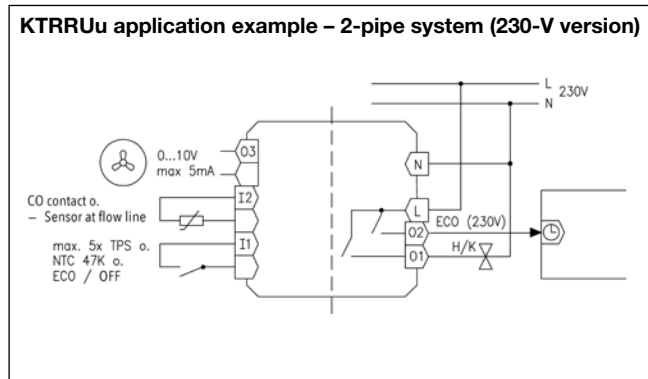 KTRRUu application example – 2-pipe system (230-V version)
L
230V
N
O3
0...10V
max 5mA
N
I2
CO contact o.
– Sensor at flow line
L
ECO (230V)
O2
I1
max. 5x TPS o.
NTC 47K o.
ECO / OFF
H/K
O1